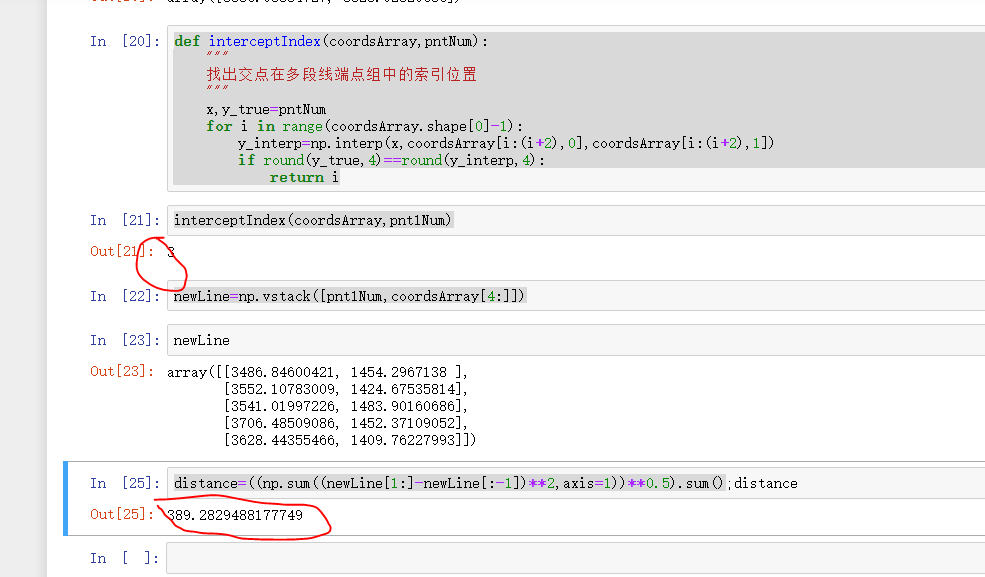 In [20]: def interceptIndex(coordsArray,pntNum):
"""
找出交点在多段线端点组中的索引位置
"""
x,y_true=pntNum
for i in range(coordsArray.shape[0]-1):
y_interp=np.interp(x,coordsArray[i:(i+2),0],coordsArray[i:(i+2),1])
if round(y_true,4)==round(y_interp,4):
return i
In [21]: interceptIndex(coordsArray,pnt1Num)
Out[21]: 3
In [22]: newLine=np.vstack([pnt1Num,coordsArray[4:]])
In [23]: newLine
Out[23]: array([[3486.84600421, 1454.2967138 ],
[3552.10783009, 1424.67535814],
[3541.01997226, 1483.90160686],
[3706.48509086, 1452.37109052],
[3628.44355466, 1409.76227993]])
In [25]: distance=((np.sum((newLine[1:]-newLine[:-1])**2,axis=1))**0.5).sum();distance
Out[25]: 389.2829488177749
In [ ]: